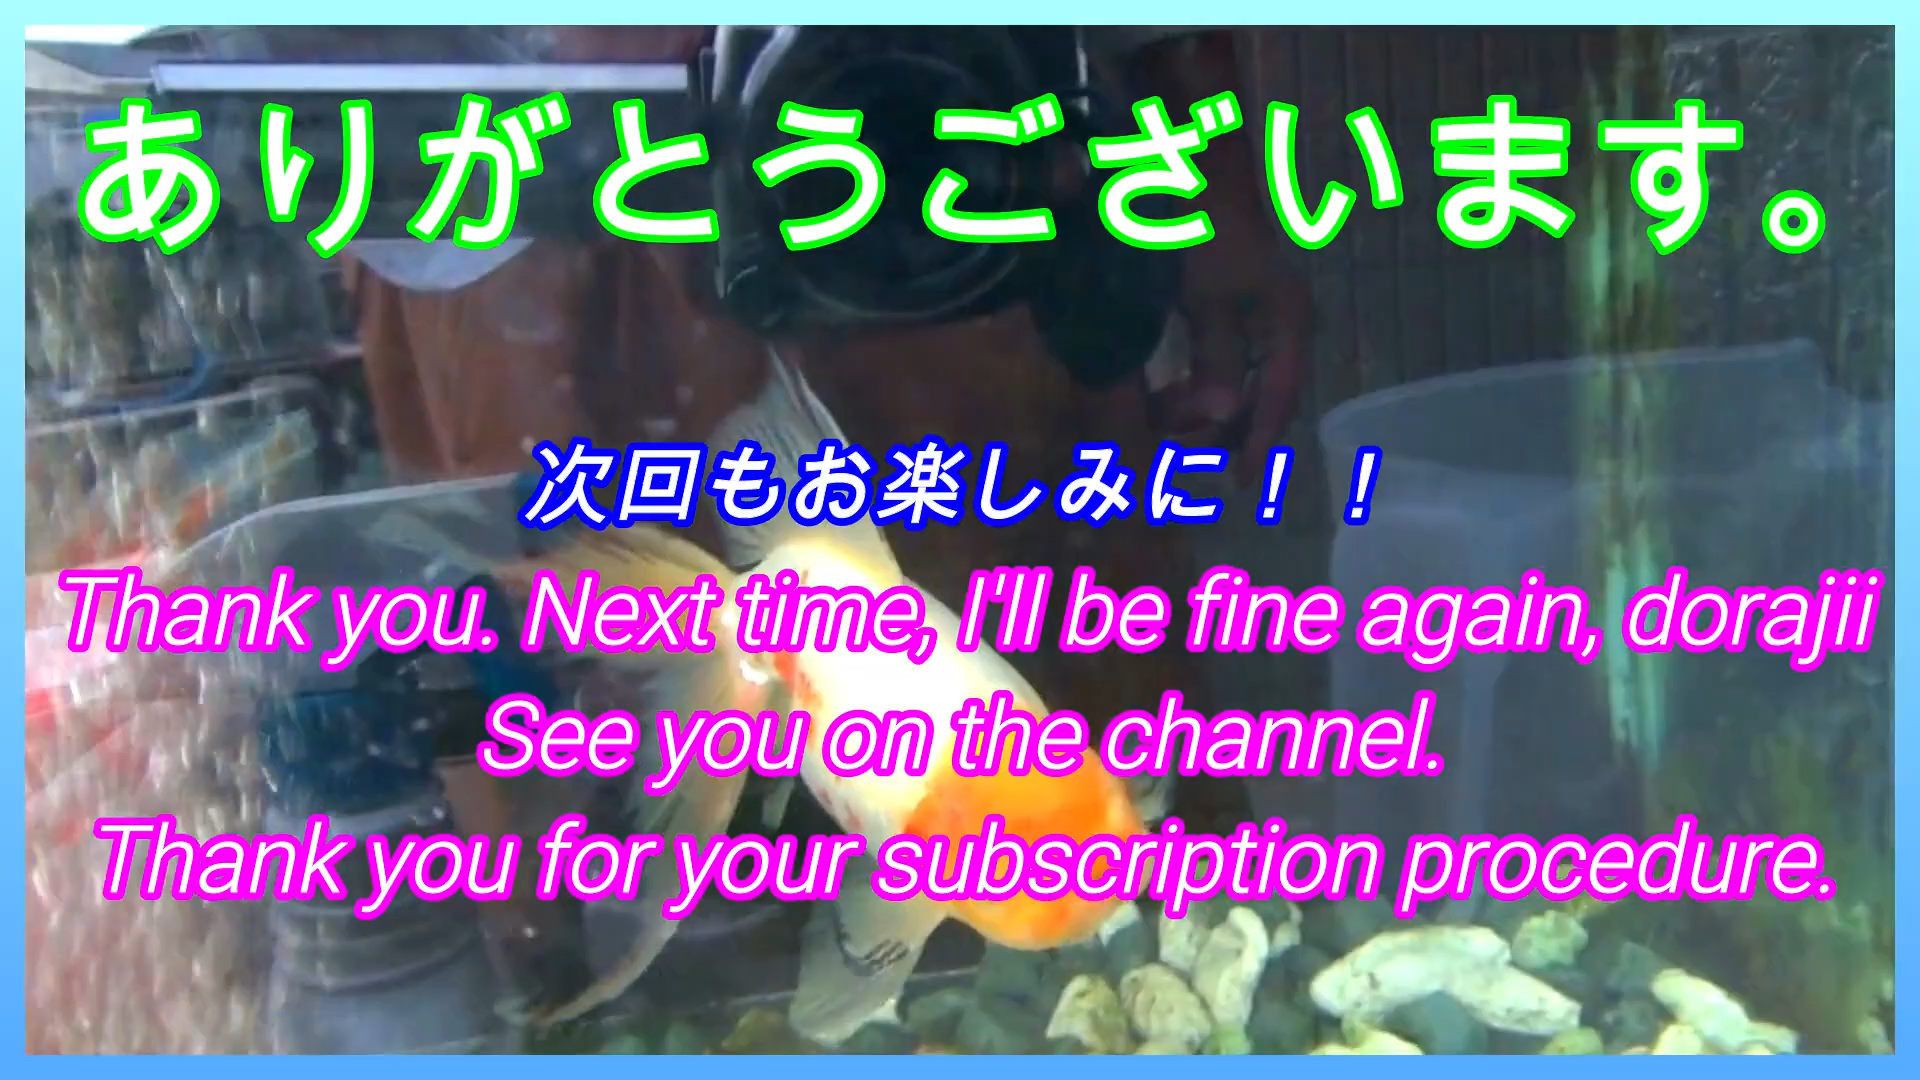 ありがとうございます。
次回もお楽しみに！！
Thank you. Next time, I'll be fine again, dorajii
See you on the channel.
Thank you for your subscription procedure.